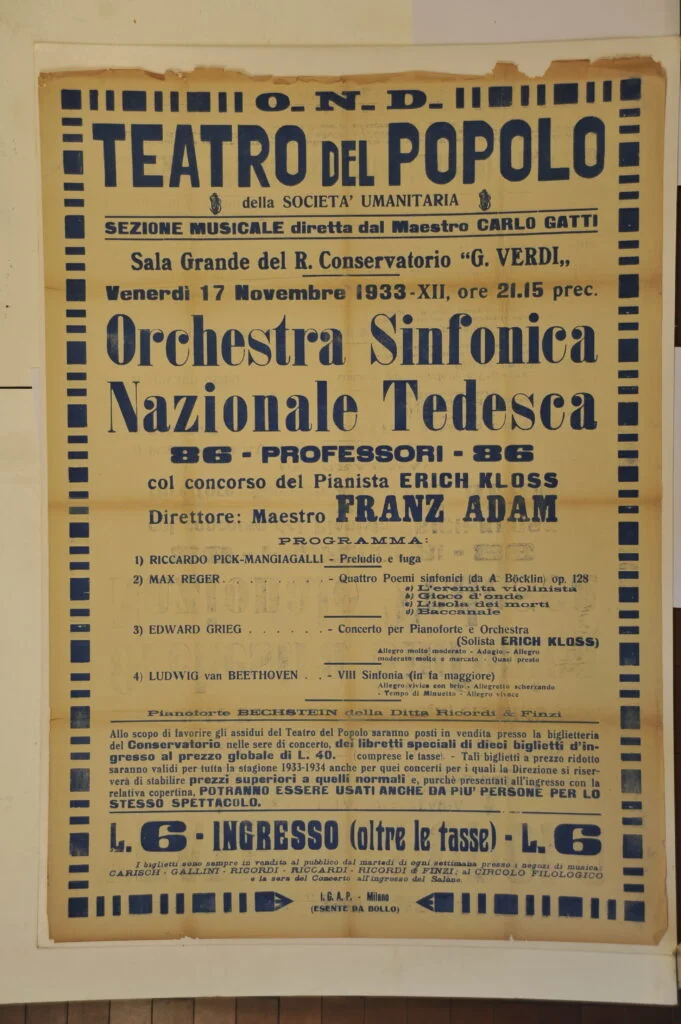 O. N. D.
TEATRO DEL POPOLO
della SOCIETA' UMANITARIA
SEZIONE MUSICALE diretta dal Maestro CARLO GATTI
Sala Grande del R. Conservatorio "G. VERDI„
Venerdì 17 Novembre 1933-XII, ore 21.15 prec.
Orchestra Sinfonica
Nazionale Tedesca
86 - PROFESSORI - 86
col concorso del Pianista ERICH KLOSS
Direttore: Maestro FRANZ ADAM
PROGRAMMA:
1) RICCARDO PICK-MANGIAGALLI - Preludio e fuga
2) MAX REGER . . . . . . . . - Quattro Poemi sinfonici (da A. Böcklin) op. 128
a) L'eremita violinista
b) Gioco d'onde
c) L'isola dei morti
d) Baccanale
3) EDWARD GRIEG . . . . . . - Concerto per Pianoforte e Orchestra
(Solista ERICH KLOSS)
Allegro molto moderato - Adagio - Allegro
moderato molto e marcato - Quasi presto
4) LUDWIG van BEETHOVEN . . - VIII Sinfonia (in fa maggiore)
Allegro vivice con brio - Allegretto scherzando
- Tempo di Minuetto - Allegro vivace
Pianoforte BECHSTEIN della Ditta Ricordi & Finzi
Allo scopo di favorire gli assidui del Teatro del Popolo saranno posti in vendita presso la biglietteria
del Conservatorio nelle sere di concerto, dei libretti speciali di dieci biglietti d'in-
gresso al prezzo globale di L. 40. (comprese le tasse). - Tali biglietti a prezzo ridotto
saranno validi per tutta la stagione 1933-1934 anche per quei concerti per i quali la Direzione si riser-
verà di stabilire prezzi superiori a quelli normali e, purchè presentati all'ingresso con la
relativa copertina, POTRANNO ESSERE USATI ANCHE DA PIU' PERSONE PER LO
STESSO SPETTACOLO.
L. 6 - INGRESSO (oltre le tasse) - L. 6
I biglietti sono sempre in vendita al pubblico dal martedì di ogni settimana presso i negozi di musica:
CARISCH - GALLINI - RICORDI - RICCARDI - RICORDI & FINZI; al CIRCOLO FILOLOGICO
e la sera del Concerto all'ingresso del Salone.
I. G. A. P. - Milano
(ESENTE DA BOLLO)